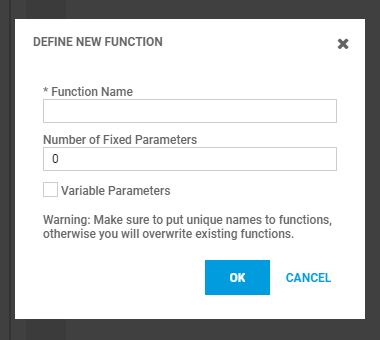 DEFINE NEW FUNCTION
* Function Name
Number of Fixed Parameters
0
Variable Parameters
Warning: Make sure to put unique names to functions,
otherwise you will overwrite existing functions.
OK CANCEL